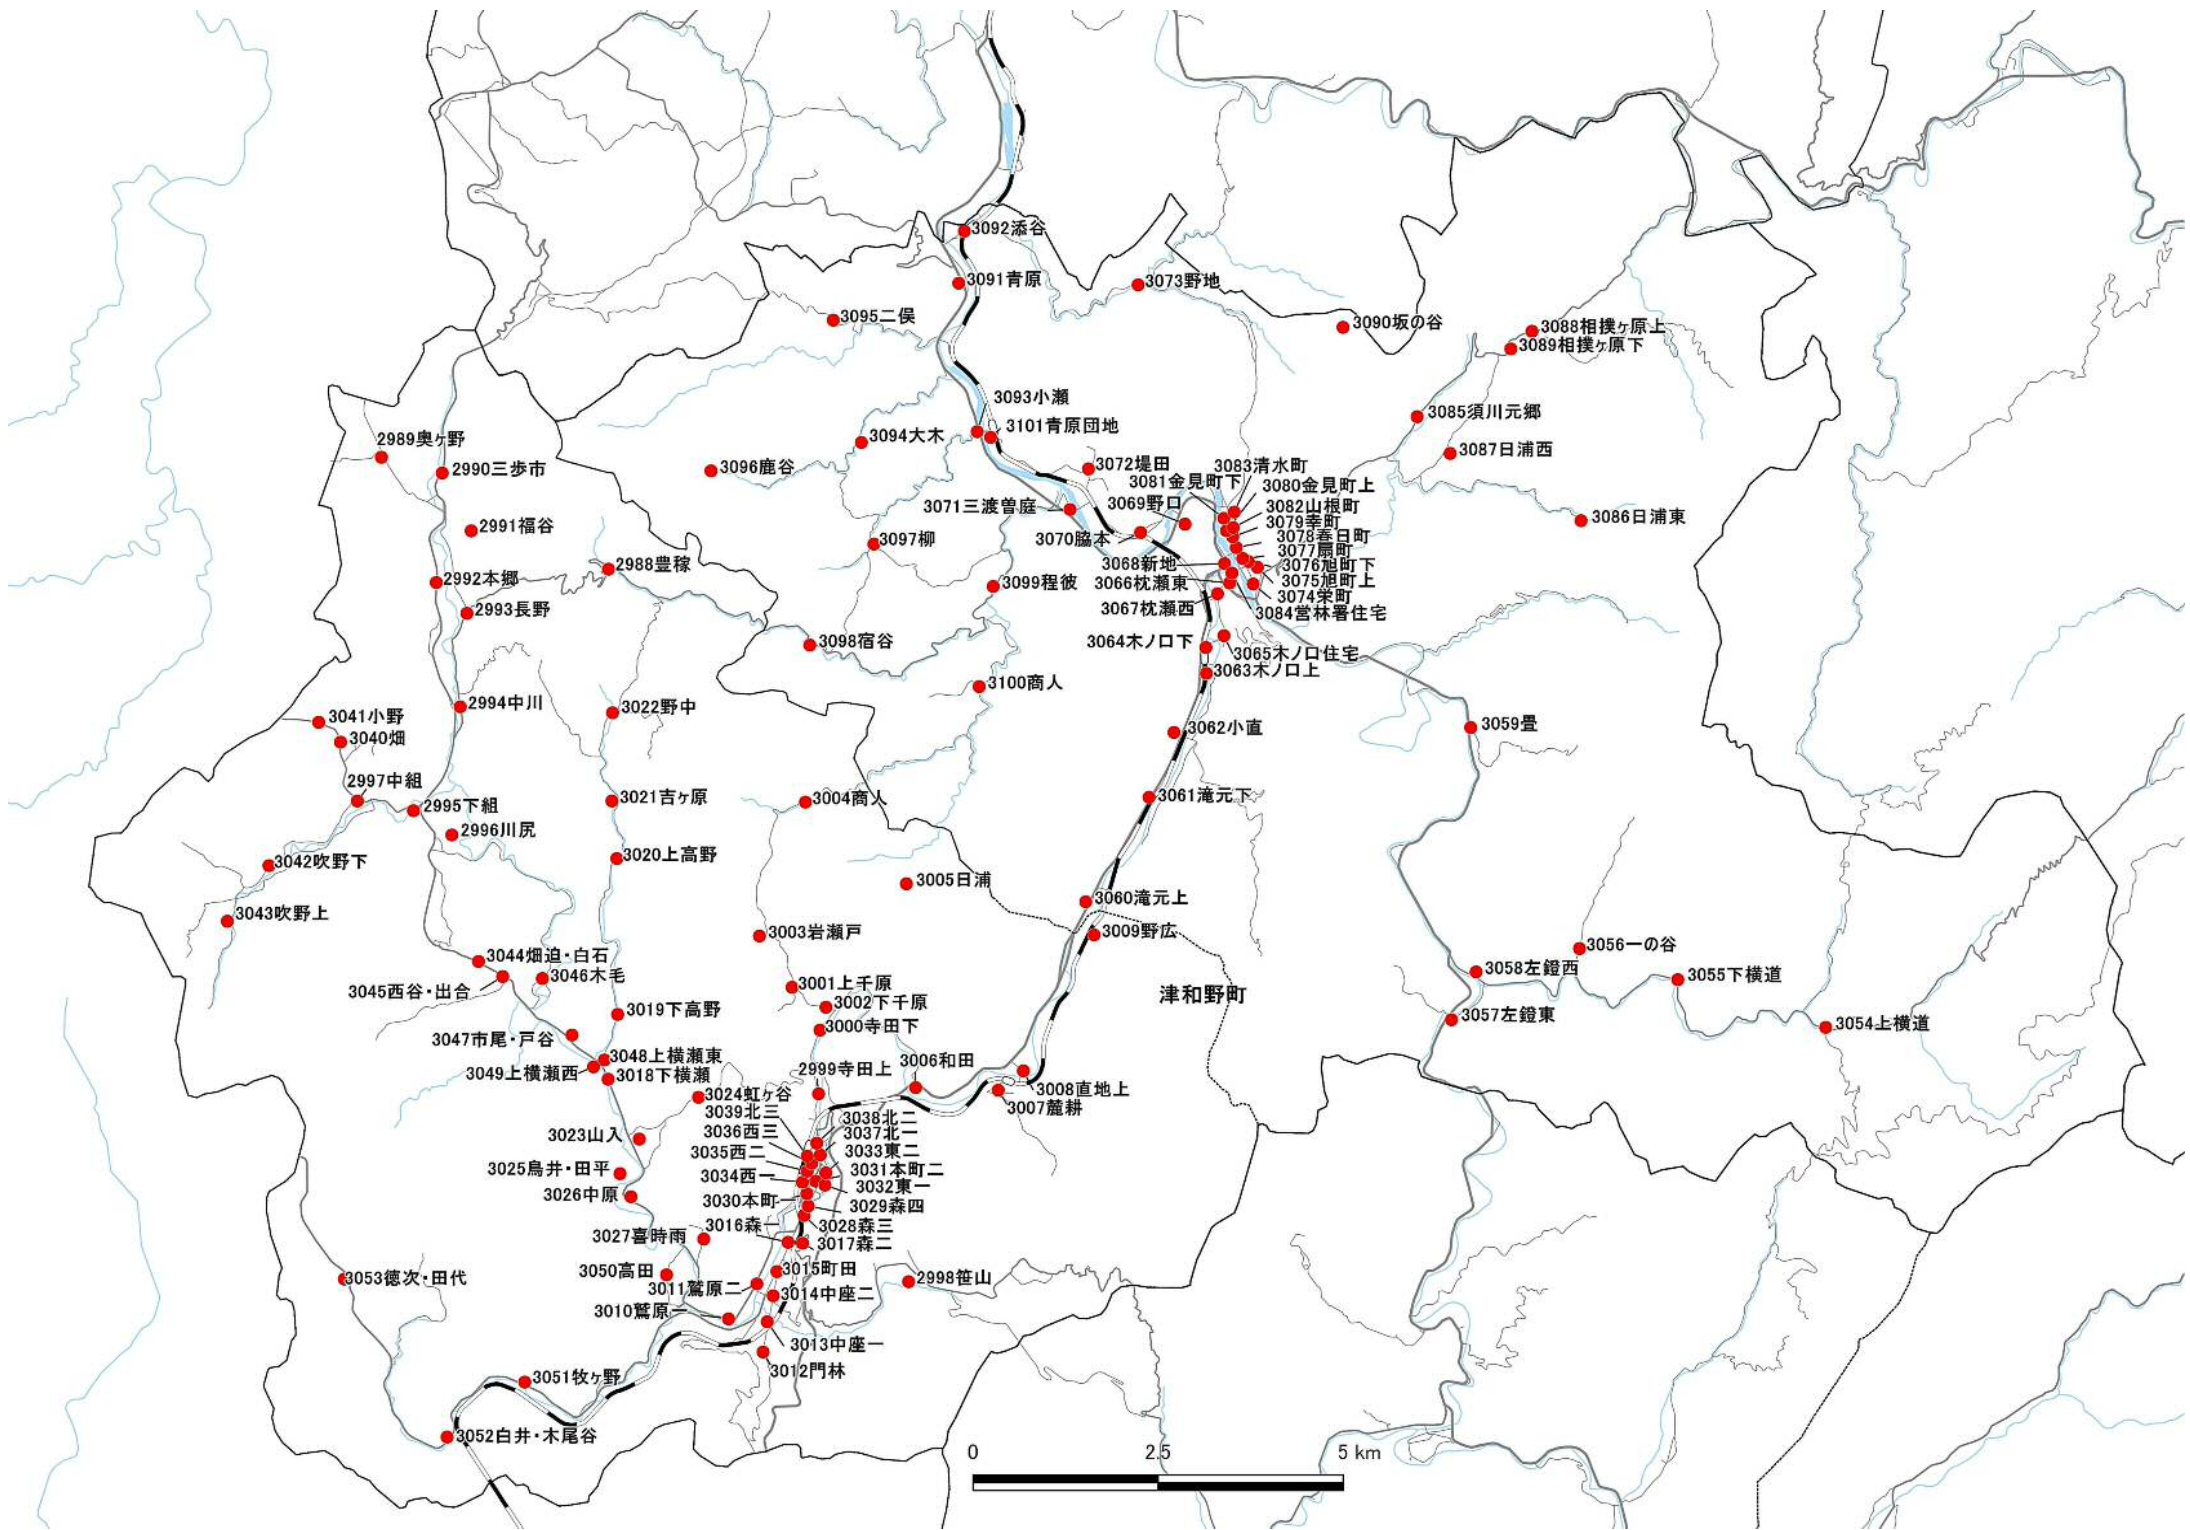 3092添谷
3091青原
3073野地
3095二俣
3090坂の谷
3088相撲ヶ原上
3089相撲ヶ原下
3093小瀬
3101青原団地
3085須川元郷
2989奥ヶ野
3094大木
3087日浦西
2990三歩市
3096鹿谷
3072堤田
3083清水町
3081金見町下
3080金見町上
3071三渡曽庭
3069野口
3082山根町
2991福谷
3079幸町
3086日浦東
3097柳
3070脇本
3078春日町
3077扇町
2988豊稼
3068新地
3076旭町下
2992本郷
3099程彼
3066枕瀬東
3075旭町上
3074栄町
2993長野
3067枕瀬西
3084営林署住宅
3098宿谷
3064木ノ口下
3065木ノ口住宅
3063木ノ口上
3100商人
2994中川
3022野中
3041小野
3040畑
3062小直
3059畳
2997中組
2995下組
3021吉ヶ原
3004商人
3061滝元下
2996川尻
3042吹野下
3020上高野
3005日浦
3043吹野上
3060滝元上
3003岩瀬戸
3009野広
3044畑迫・白石
3056一の谷
3046木毛
3045西谷・出合
3001上千原
3058左鐙西
3055下横道
津和野町
3002下千原
3019下高野
3000寺田下
3057左鐙東
3054上横道
3047市尾・戸谷
3048上横瀬東
3049上横瀬西
3018下横瀬
3006和田
2999寺田上
3008直地上
3024虹ヶ谷
3007麓耕
3039北三
3038北二
3023山入
3036西三
3037北一
3035西二
3033東二
3025鳥井・田平
3034西一
3031本町二
3026中原
3032東一
3030本町一
3029森四
3016森一
3028森三
3027喜時雨
3017森二
3050高田
3015町田
3053徳次・田代
3011鷲原二
3014中座二
2998笹山
3010鷲原一
3013中座一
3012門林
3051牧ヶ野
3052白井・木尾谷
0 2.5 5 km